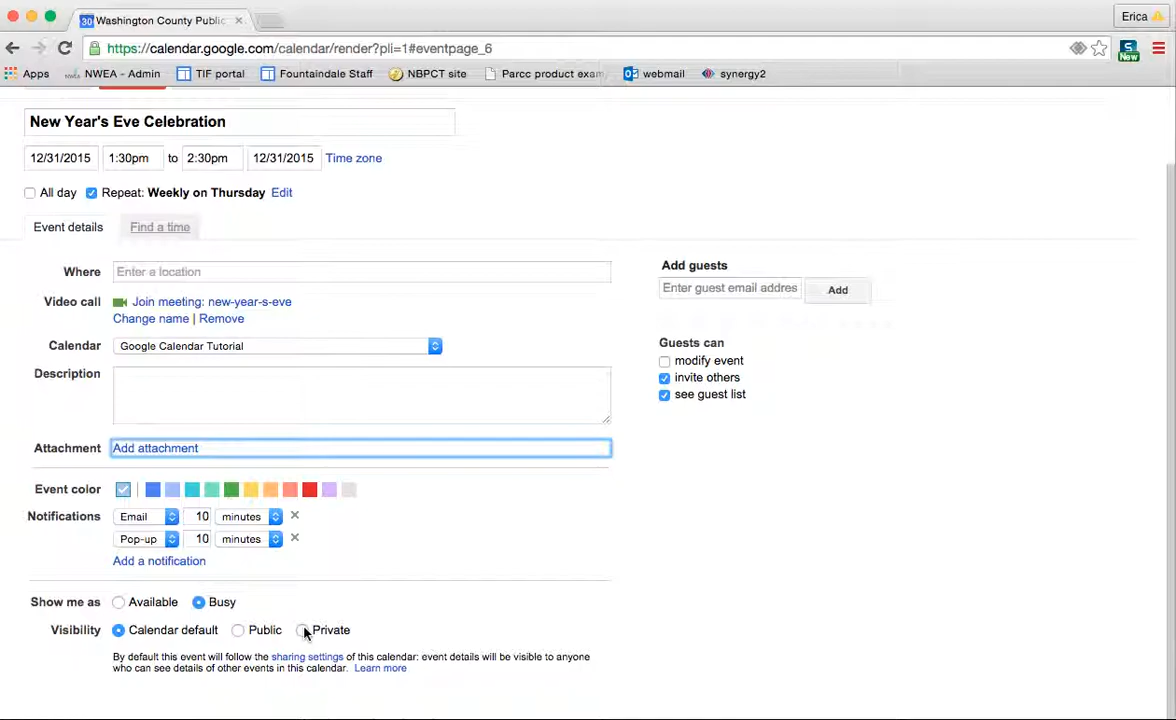 30 Washington County Public
Erica
https://calendar.google.com/calendar/render?pli=1#eventpage_6
S New
Apps NWEA - Admin TIF portal Fountaindale Staff NBPCT site Parcc product exam webmail synergy2
New Year's Eve Celebration
12/31/2015 1:30pm to 2:30pm 12/31/2015 Time zone
All day Repeat: Weekly on Thursday Edit
Event details Find a time
Where Enter a location
Video call Join meeting: new-year-s-eve
Change name | Remove
Calendar Google Calendar Tutorial
Description
Attachment Add attachment
Event color
Notifications Email 10 minutes
Pop-up 10 minutes
Add a notification
Show me as Available Busy
Visibility Calendar default Public Private
By default this event will follow the sharing settings of this calendar: event details will be visible to anyone
who can see details of other events in this calendar. Learn more
Add guests
Enter guest email addres Add
Guests can
modify event
invite others
see guest list